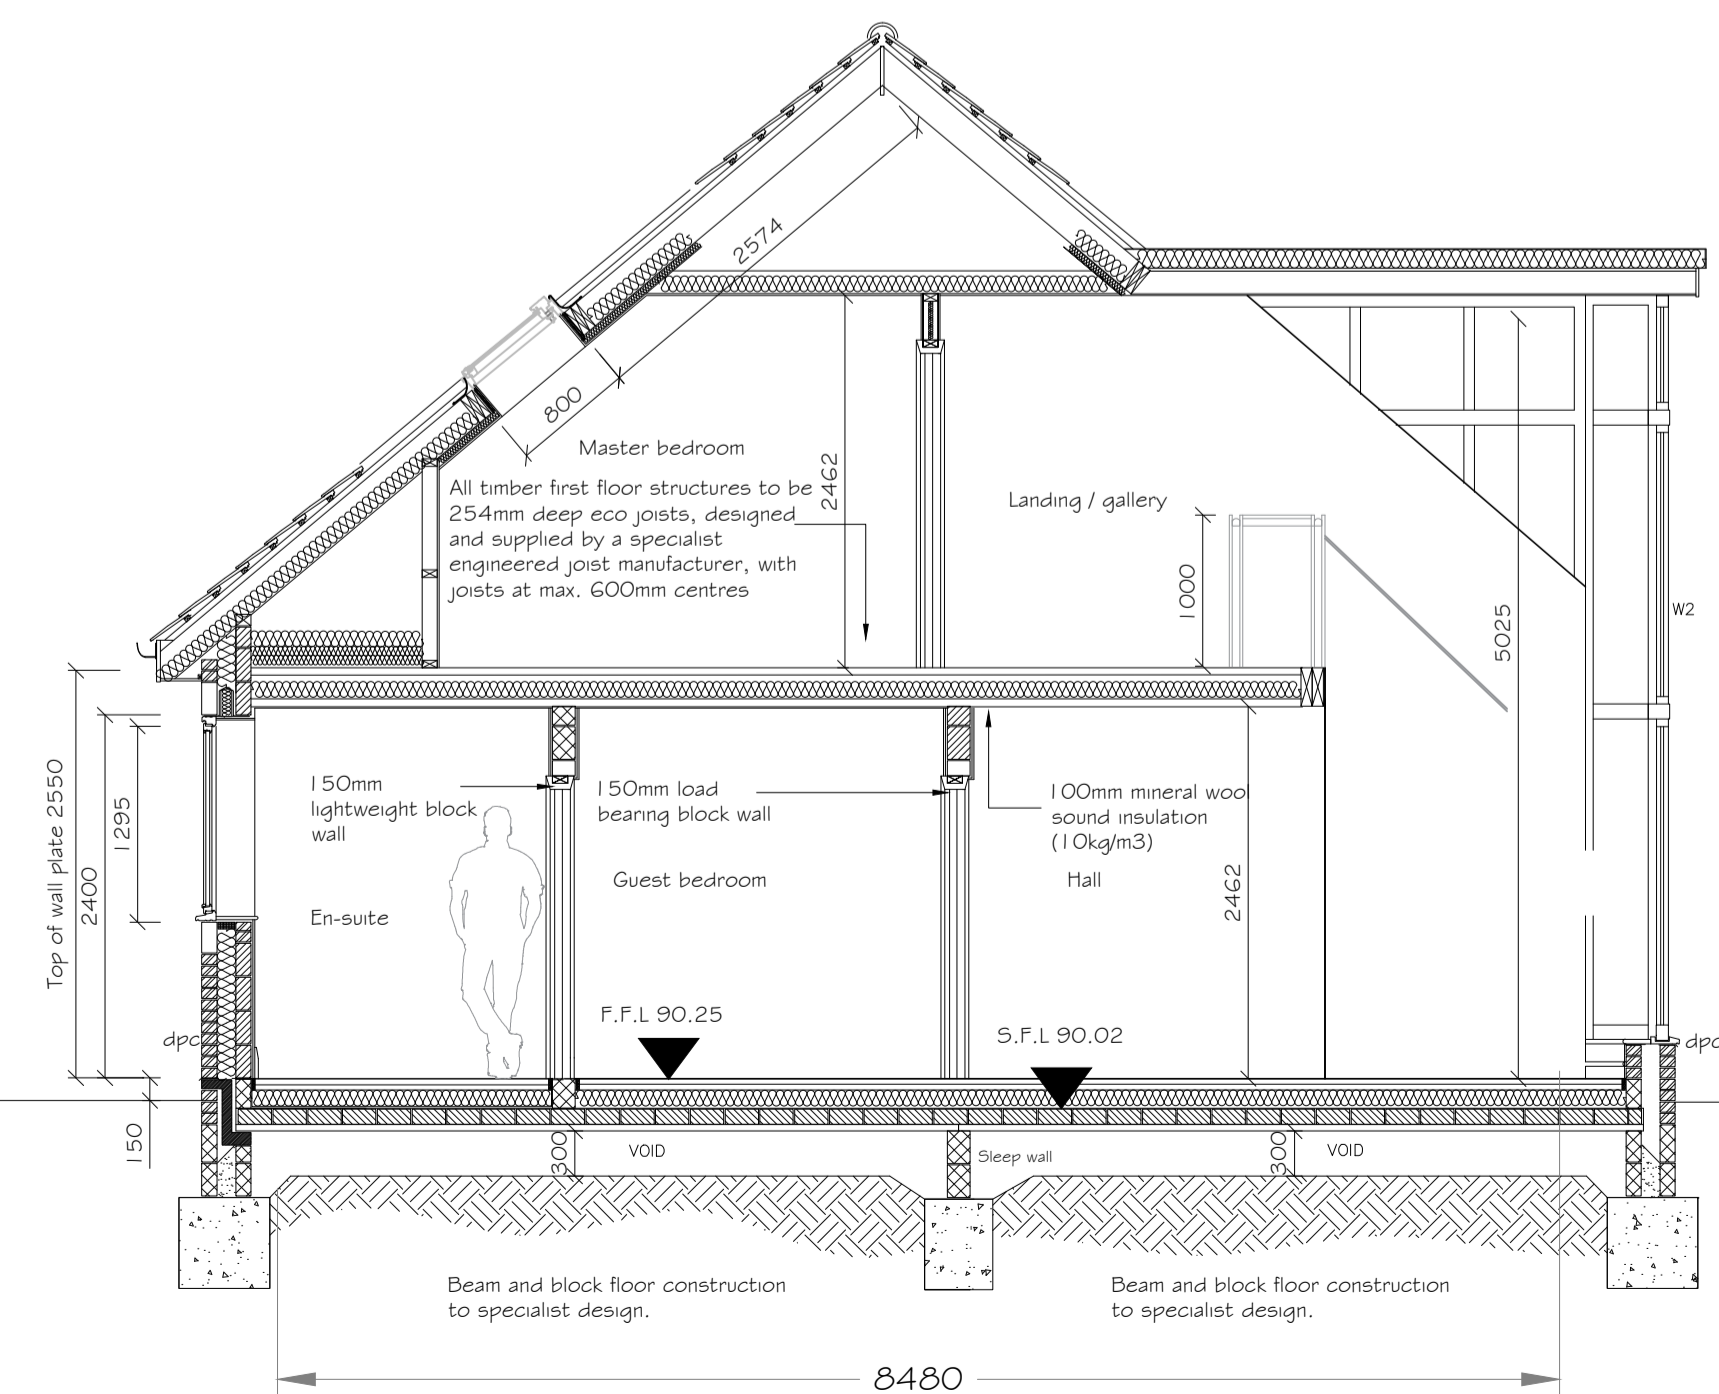 2574
800
Master bedroom
All timber first floor structures to be
254mm deep eco joists, designed
and supplied by a specialist
engineered joist manufacturer, with
joists at max. 600mm centres
2462
Landing / gallery
1000
5025
W2
Top of wall plate 2550
2400
1295
150mm
lightweight block
wall
150mm load
bearing block wall
100mm mineral wool
sound insulation
(10kg/m3)
Guest bedroom
Hall
2462
En-suite
F.F.L 90.25
S.F.L 90.02
dpc
dpc
150
300
VOID
Sleep wall
300
VOID
Beam and block floor construction
to specialist design.
Beam and block floor construction
to specialist design.
8480